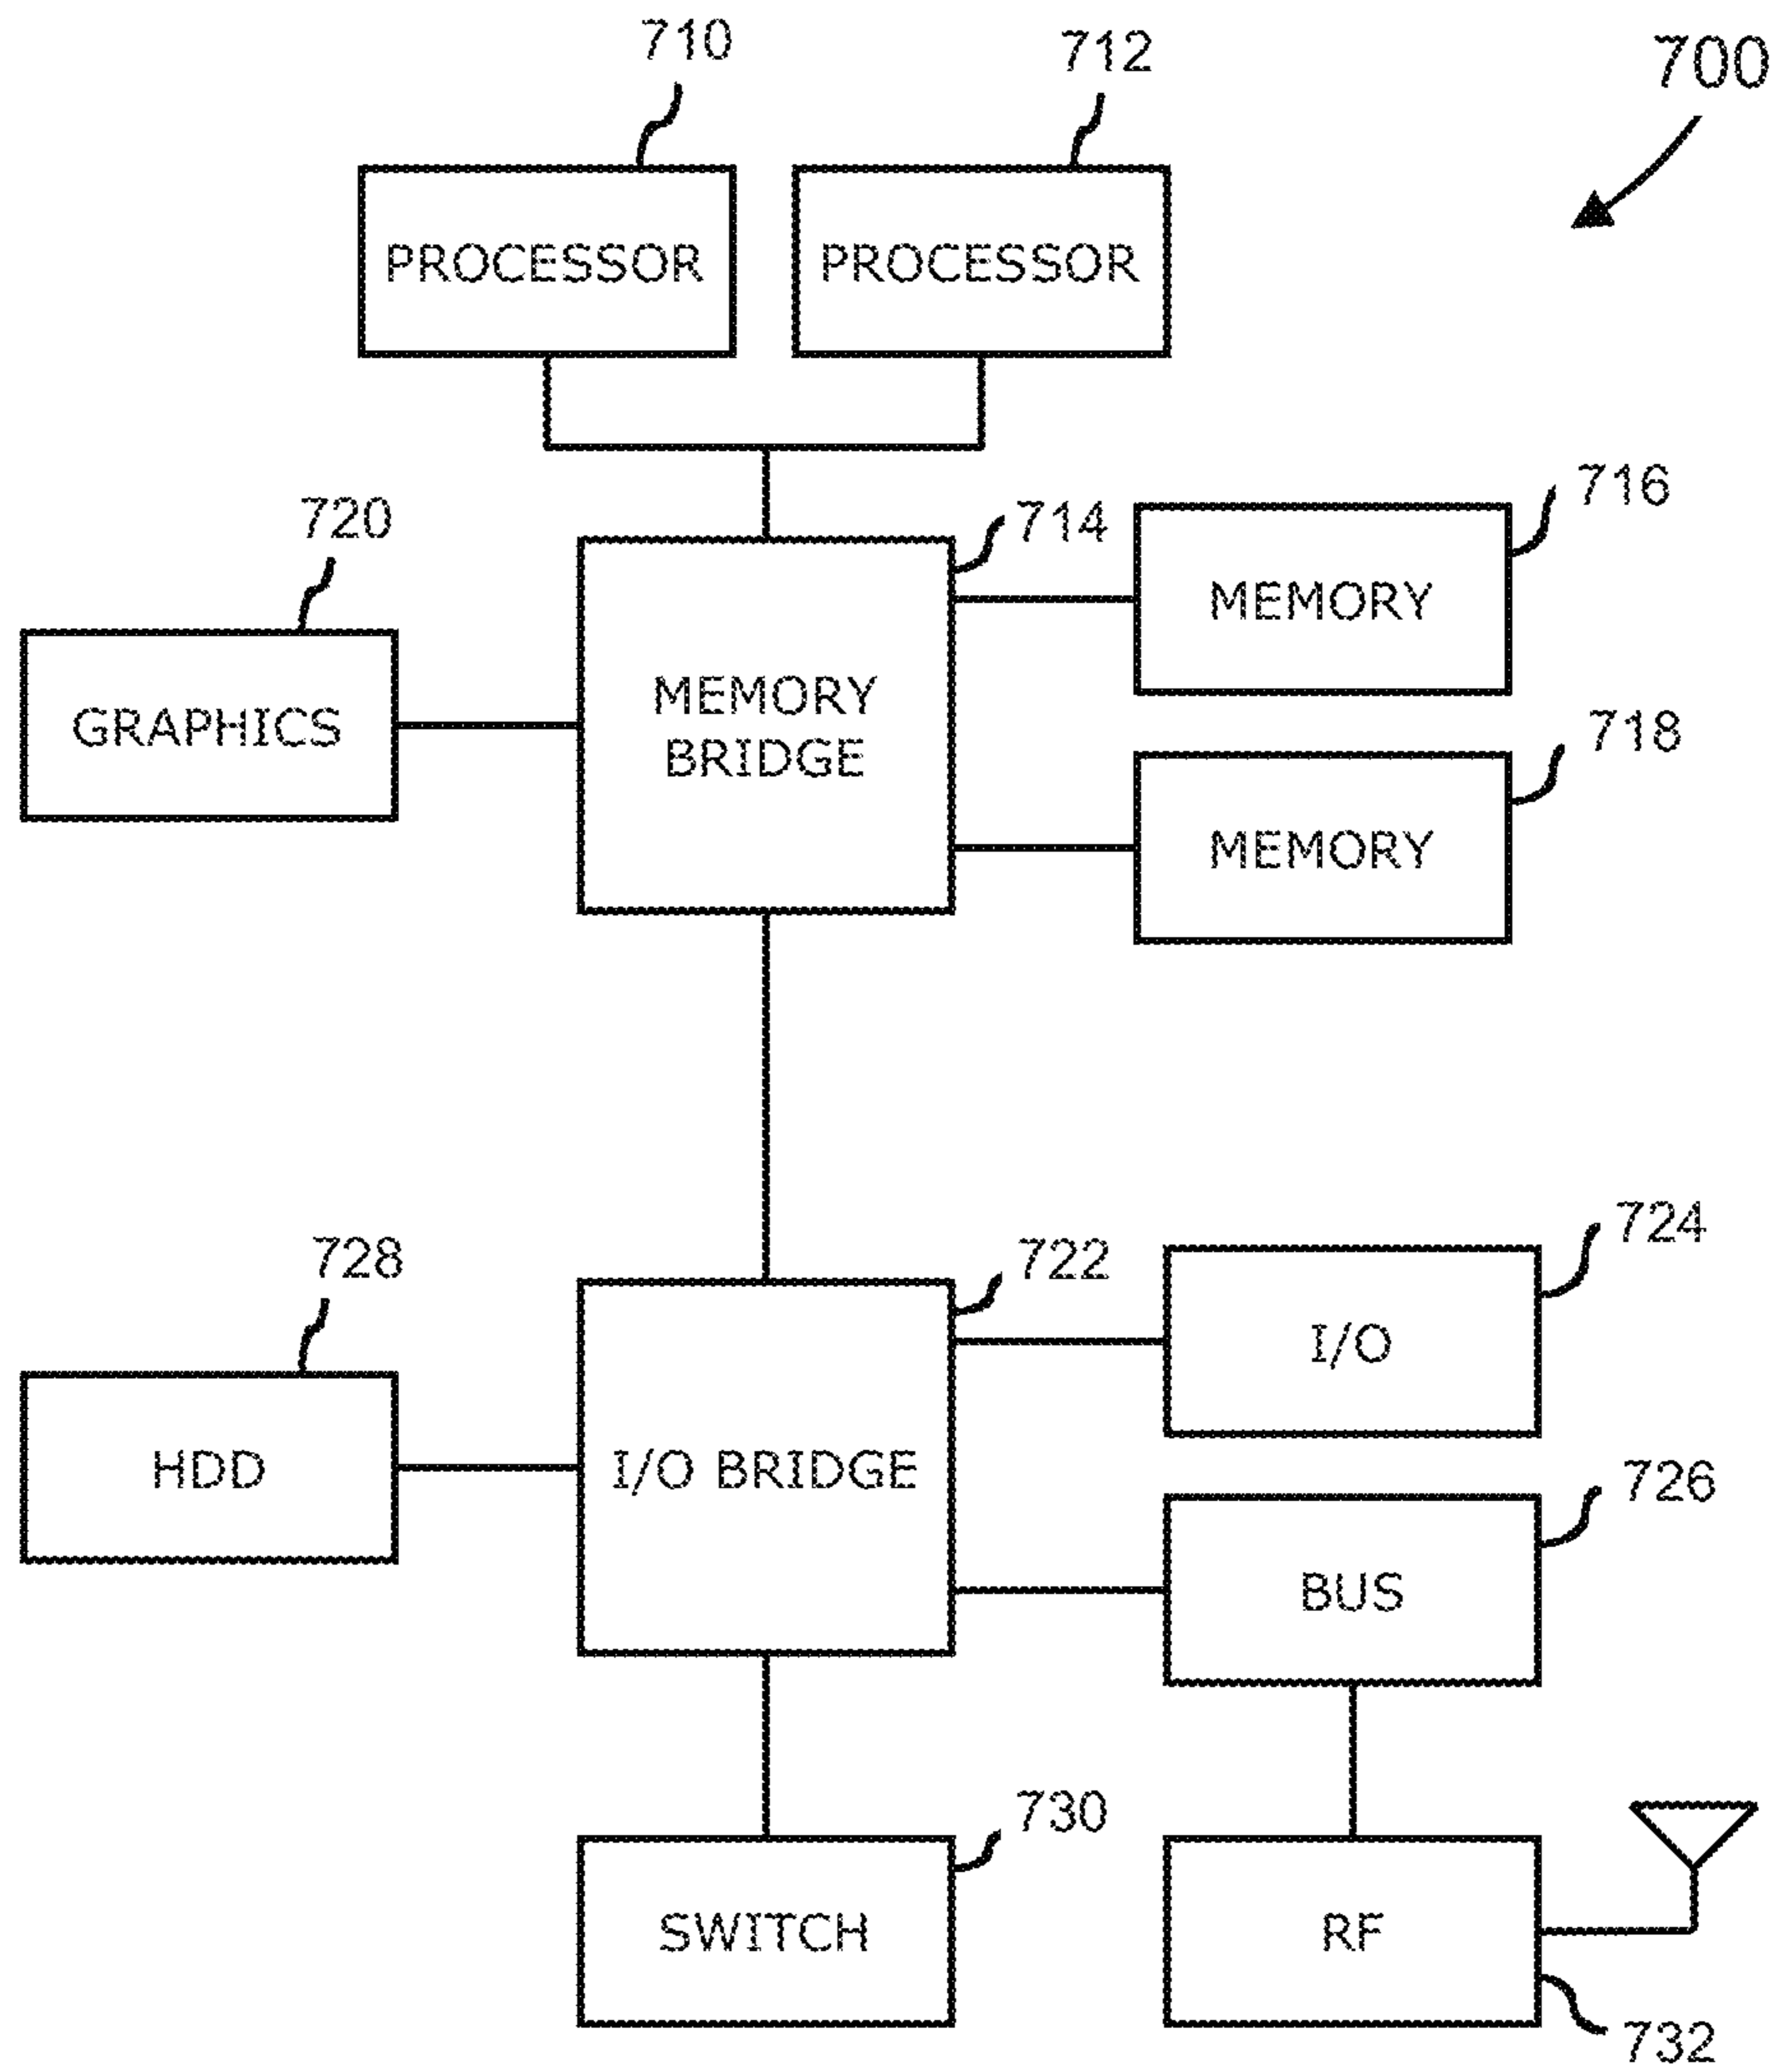 710
712
700
PROCESSOR
PROCESSOR
720
714
716
MEMORY
GRAPHICS
MEMORY
BRIDGE
718
MEMORY
728
722
724
I/O
HDD
I/O BRIDGE
726
BUS
730
SWITCH
RF
732